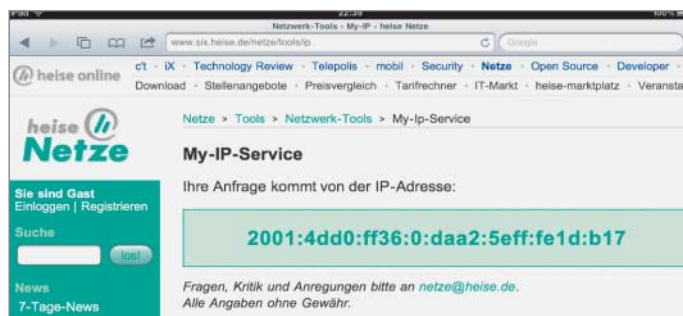 iPad 22:39 100%
Netzwerk-Tools - My-IP - heise Netze
www.six.heise.de/netze/tools/ip Google
heise online
c't · iX · Technology Review · Telepolis · mobil · Security · Netze · Open Source · Developer ·
Download · Stellenangebote · Preisvergleich · Tarifrechner · IT-Markt · heise-marktplatz · Veransta
heise
Netze
Netze > Tools > Netzwerk-Tools > My-Ip-Service
My-IP-Service
Sie sind Gast
Einloggen | Registrieren
Suche
los!
News
7-Tage-News
Ihre Anfrage kommt von der IP-Adresse:
2001:4dd0:ff36:0:daa2:5eff:fe1d:b17
Fragen, Kritik und Anregungen bitte an netze@heise.de.
Alle Angaben ohne Gewähr.